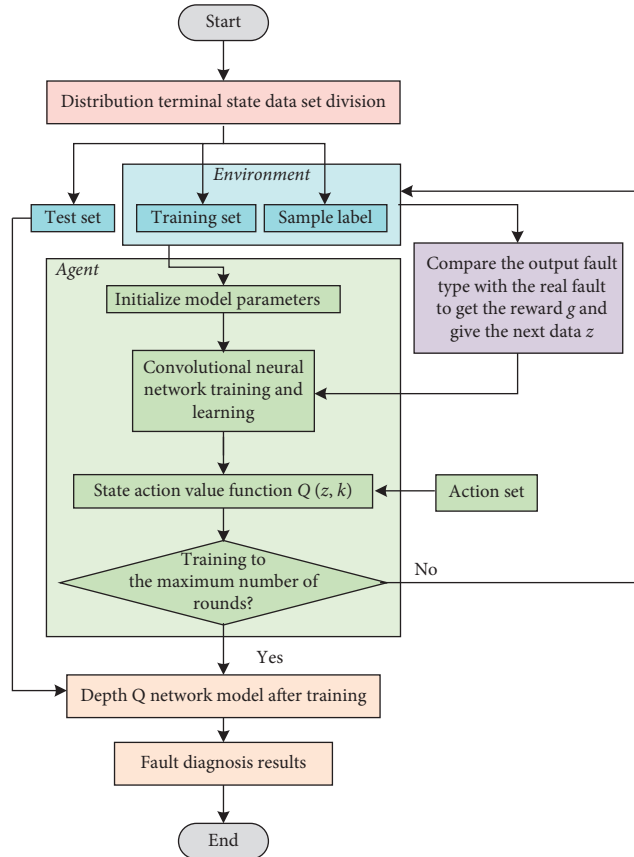 Start
Distribution terminal state data set division
Environment
Test set
Training set
Sample label
Agent
Initialize model parameters
Compare the output fault
type with the real fault
to get the reward g and
give the next data z
Convolutional neural
network training and
learning
State action value function Q (z, k)
Action set
Training to
the maximum number of
rounds?
No
Yes
Depth Q network model after training
Fault diagnosis results
End